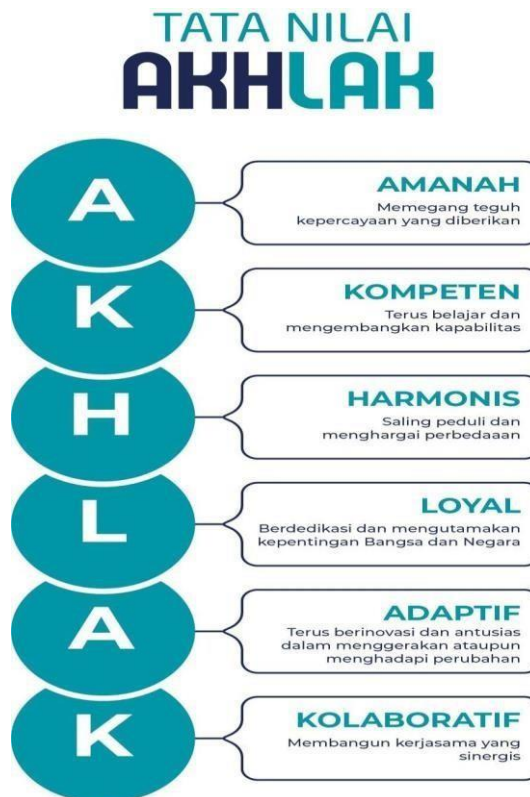 TATA NILAI
AKHLAK
A
AMANAH
Memegang teguh
kepercayaan yang diberikan
K
KOMPETEN
Terus belajar dan
mengembangkan kapabilitas
H
HARMONIS
Saling peduli dan
menghargai perbedaaan
L
LOYAL
Berdedikasi dan mengutamakan
kepentingan Bangsa dan Negara
A
ADAPTIF
Terus berinovasi dan antusias
dalam menggerakan ataupun
menghadapi perubahan
K
KOLABORATIF
Membangun kerjasama yang
sinergis